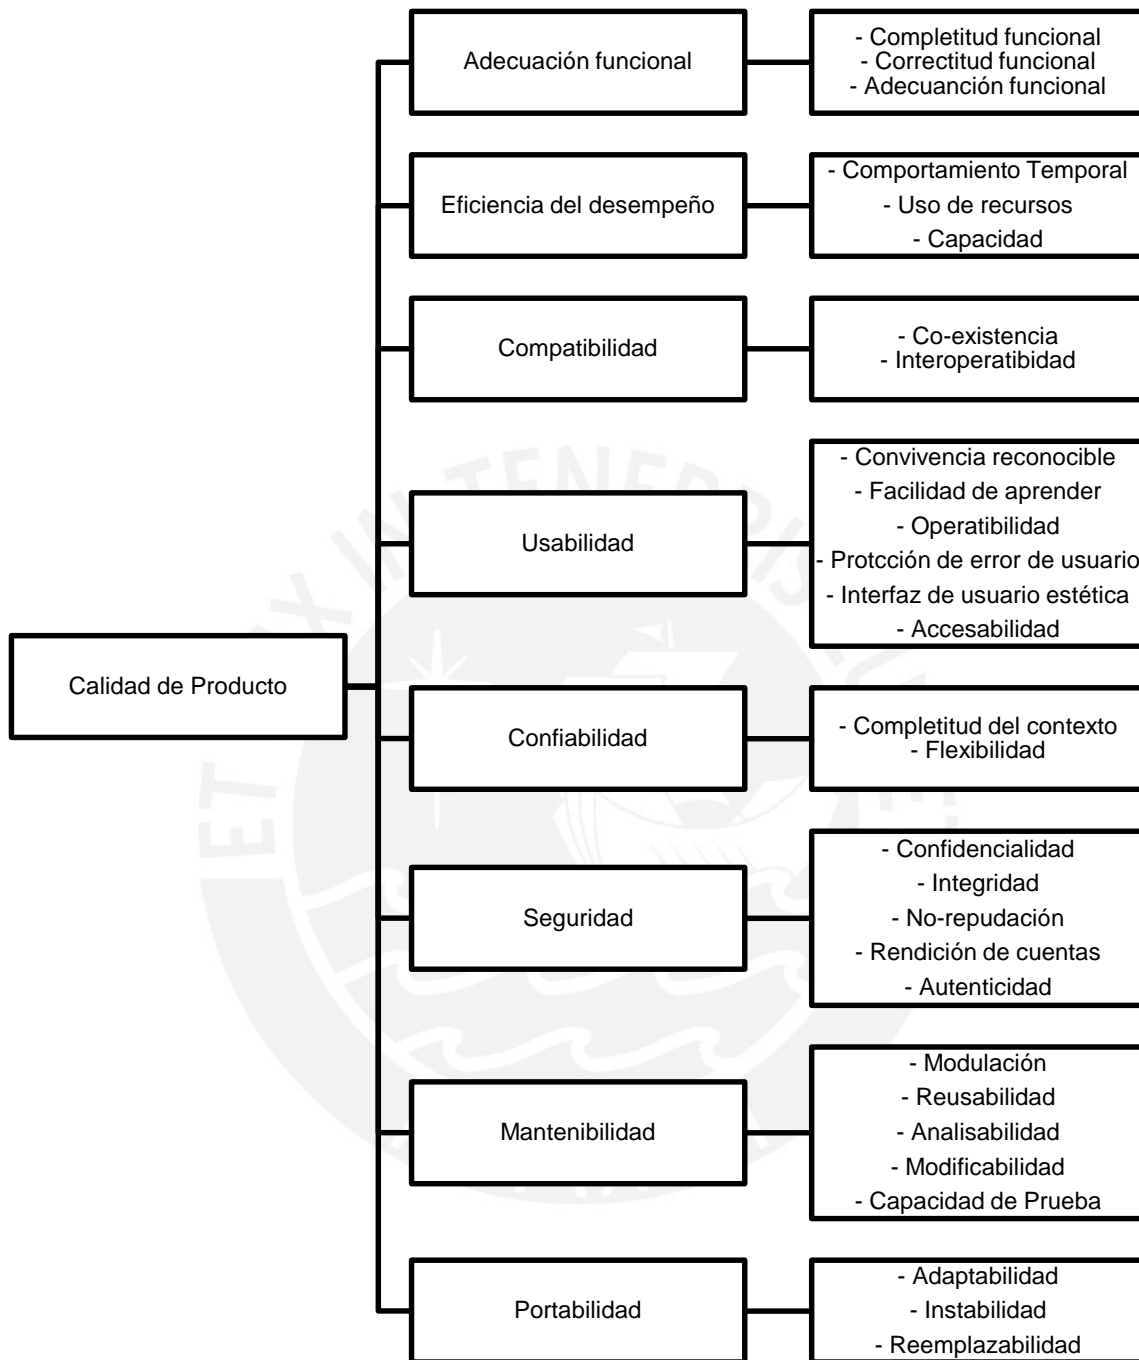 Calidad de Producto
Adecuación funcional
- Completitud funcional
- Correctitud funcional
- Adecuanción funcional
Eficiencia del desempeño
- Comportamiento Temporal
- Uso de recursos
- Capacidad
Compatibilidad
- Co-existencia
- Interoperatibidad
Usabilidad
- Convivencia reconocible
- Facilidad de aprender
- Operatibilidad
- Protcción de error de usuario
- Interfaz de usuario estética
- Accesabilidad
Confiabilidad
- Completitud del contexto
- Flexibilidad
Seguridad
- Confidencialidad
- Integridad
- No-repudación
- Rendición de cuentas
- Autenticidad
Mantenibilidad
- Modulación
- Reusabilidad
- Analisabilidad
- Modificabilidad
- Capacidad de Prueba
Portabilidad
- Adaptabilidad
- Instabilidad
- Reemplazabilidad
ET
IN TENEBRIS